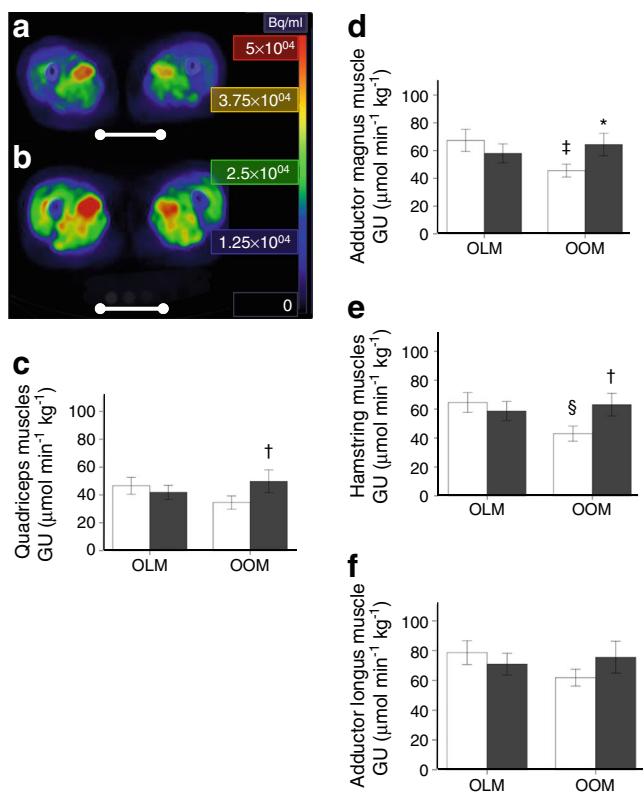 a
Bq/ml
5×10⁰⁴
3.75×10⁰⁴
b
2.5×10⁰⁴
1.25×10⁰⁴
0
c
Quadriceps muscles
GU (μmol min⁻¹ kg⁻¹)
100
80
60
40
20
0
†
OLM
OOM
d
Adductor magnus muscle
GU (μmol min⁻¹ kg⁻¹)
100
80
60
40
20
0
‡
*
OLM
OOM
e
Hamstring muscles
GU (μmol min⁻¹ kg⁻¹)
100
80
60
40
20
0
§
†
OLM
OOM
f
Adductor longus muscle
GU (μmol min⁻¹ kg⁻¹)
100
80
60
40
20
0
OLM
OOM